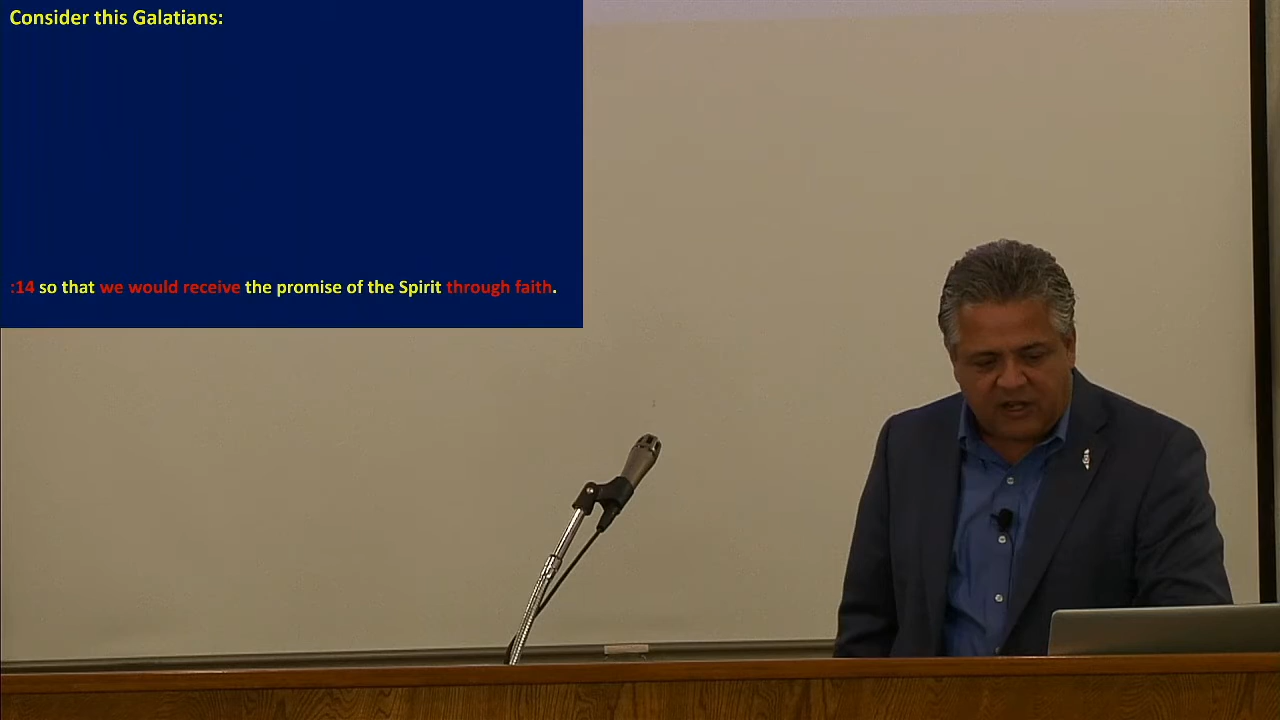 Consider this Galatians:
:14 so that we would receive the promise of the Spirit through faith.